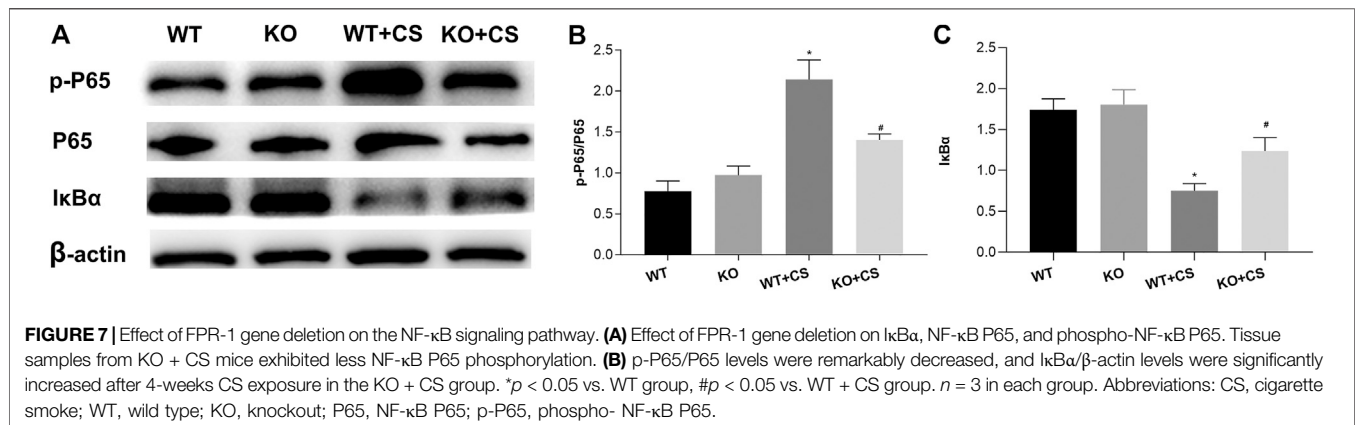 A
WT KO WT+CS KO+CS
p-P65
P65
IκBα
β-actin
B
p-P65/P65
2.5
2.0
1.5
1.0
0.5
0.0
*
#
WT KO WT+CS KO+CS
C
IκBα
2.5
2.0
1.5
1.0
0.5
0.0
*
#
WT KO WT+CS KO+CS
FIGURE 7 | Effect of FPR-1 gene deletion on the NF-κB signaling pathway. (A) Effect of FPR-1 gene deletion on IκBα, NF-κB P65, and phospho-NF-κB P65. Tissue
samples from KO + CS mice exhibited less NF-κB P65 phosphorylation. (B) p-P65/P65 levels were remarkably decreased, and IκBα/β-actin levels were significantly
increased after 4-weeks CS exposure in the KO + CS group. *p < 0.05 vs. WT group, #p < 0.05 vs. WT + CS group. n = 3 in each group. Abbreviations: CS, cigarette
smoke; WT, wild type; KO, knockout; P65, NF-κB P65; p-P65, phospho- NF-κB P65.